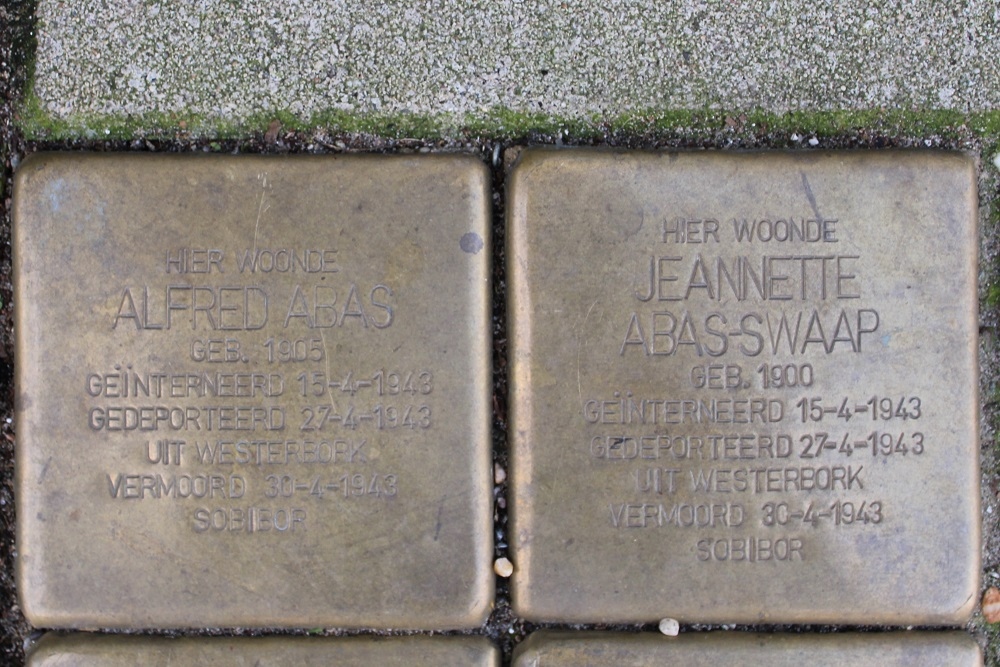 HIER WOONDE
ALFRED ABAS
GEB. 1905
GEÏNTERNEERD 15-4-1943
GEDEPORTEERD 27-4-1943
UIT WESTERBORK
VERMOORD 30-4-1943
SOBIBOR
HIER WOONDE
JEANNETTE
ABAS-SWAAP
GEB. 1900
GEÏNTERNEERD 15-4-1943
GEDEPORTEERD 27-4-1943
UIT WESTERBORK
VERMOORD 30-4-1943
SOBIBOR